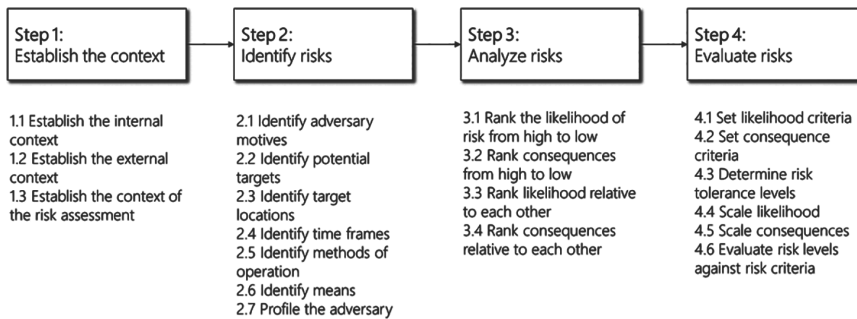 Step 1:
Establish the context
Step 2:
Identify risks
Step 3:
Analyze risks
Step 4:
Evaluate risks
1.1 Establish the internal
context
1.2 Establish the external
context
1.3 Establish the context of
the risk assessment
2.1 Identify adversary
motives
2.2 Identify potential
targets
2.3 Identify target
locations
2.4 Identify time frames
2.5 Identify methods of
operation
2.6 Identify means
2.7 Profile the adversary
3.1 Rank the likelihood of
risk from high to low
3.2 Rank consequences
from high to low
3.3 Rank likelihood relative
to each other
3.4 Rank consequences
relative to each other
4.1 Set likelihood criteria
4.2 Set consequence
criteria
4.3 Determine risk
tolerance levels
4.4 Scale likelihood
4.5 Scale consequences
4.6 Evaluate risk levels
against risk criteria